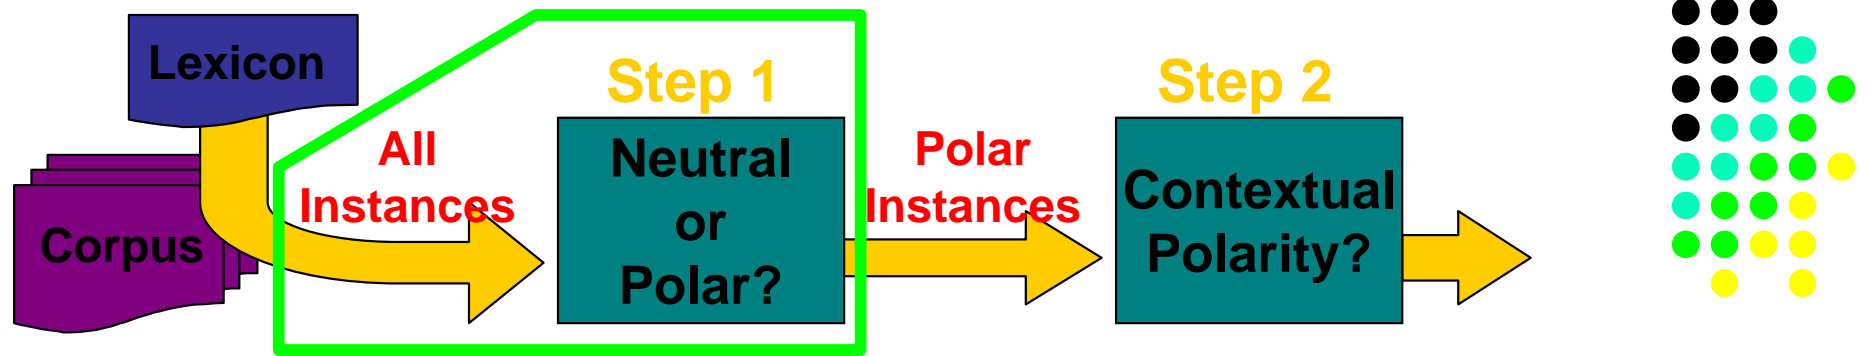 Lexicon
Corpus
All
Instances
Step 1
Neutral
or
Polar?
Polar
Instances
Step 2
Contextual
Polarity?